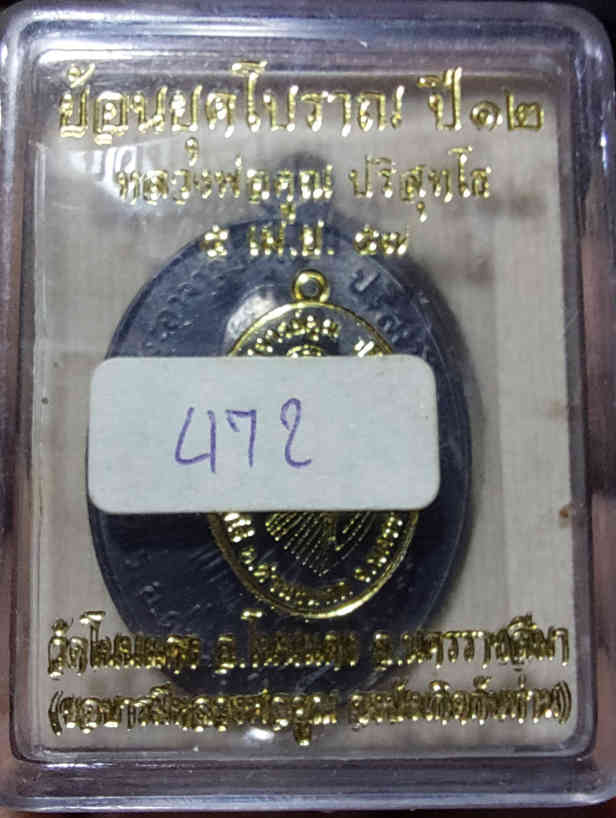 ย้อนยุคโบราณ ปี ๑๒
หลวงพ่อคูณ ปริสุทโธ
๕ เม.ย. ๕๗
472
วัดโนนแดง อ.โนนแดง จ.นครราชสีมา
(ขอบารมีหลวงพ่อคูณ จงบังเกิดกับท่าน)